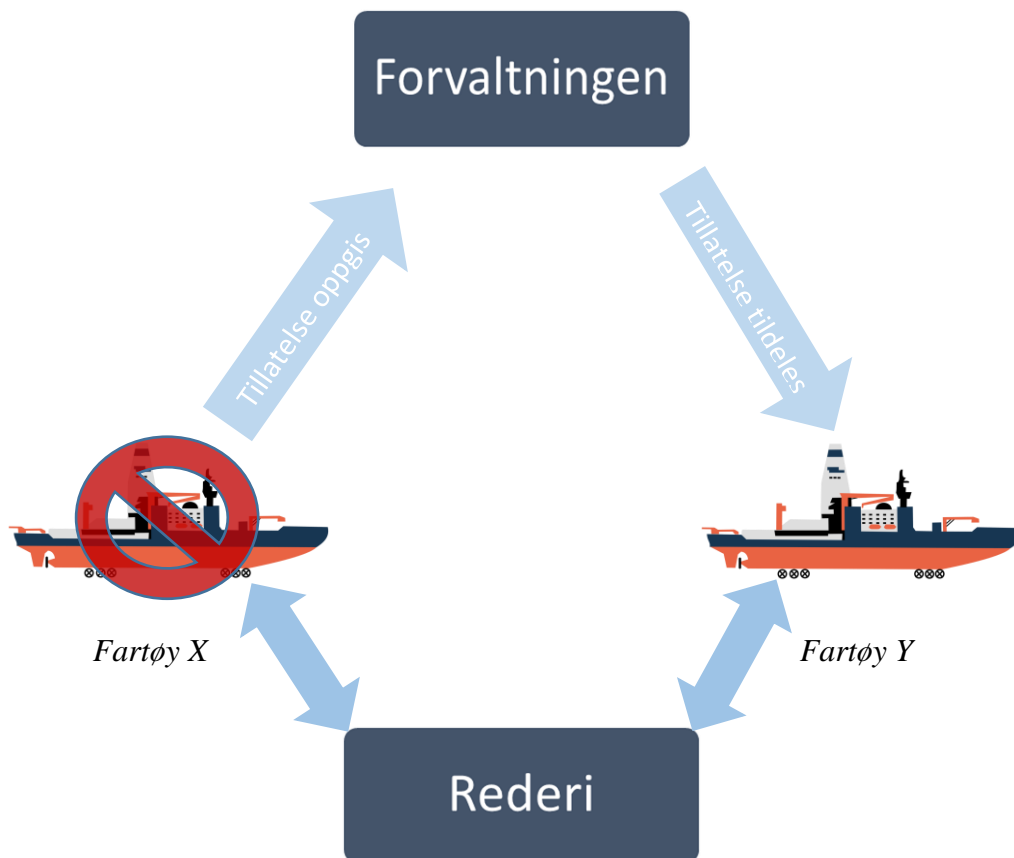 Forvaltningen
Tillatelse oppgis
Tillatelse tildeles
Fartøy X
Fartøy Y
Rederi